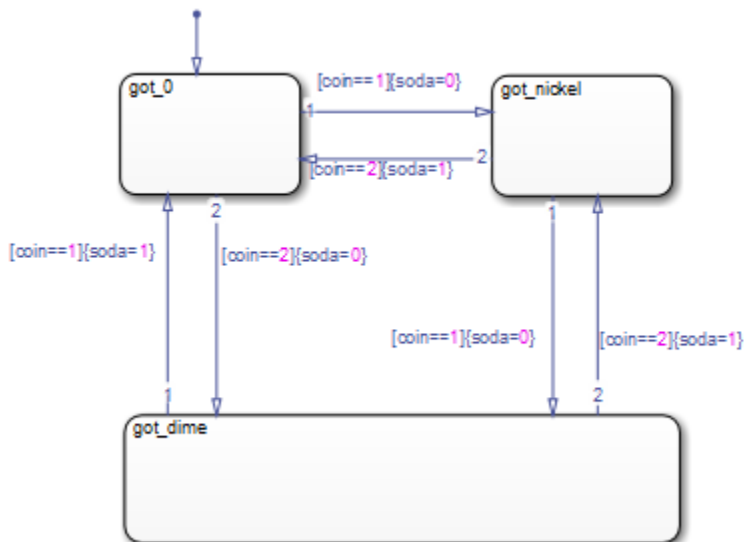 got_0
[coin==1]{soda=0}
got_nickel
1
2
[coin==2]{soda=1}
2
1
[coin==1]{soda=1}
[coin==2]{soda=0}
[coin==1]{soda=0}
[coin==2]{soda=1}
1
2
got_dime